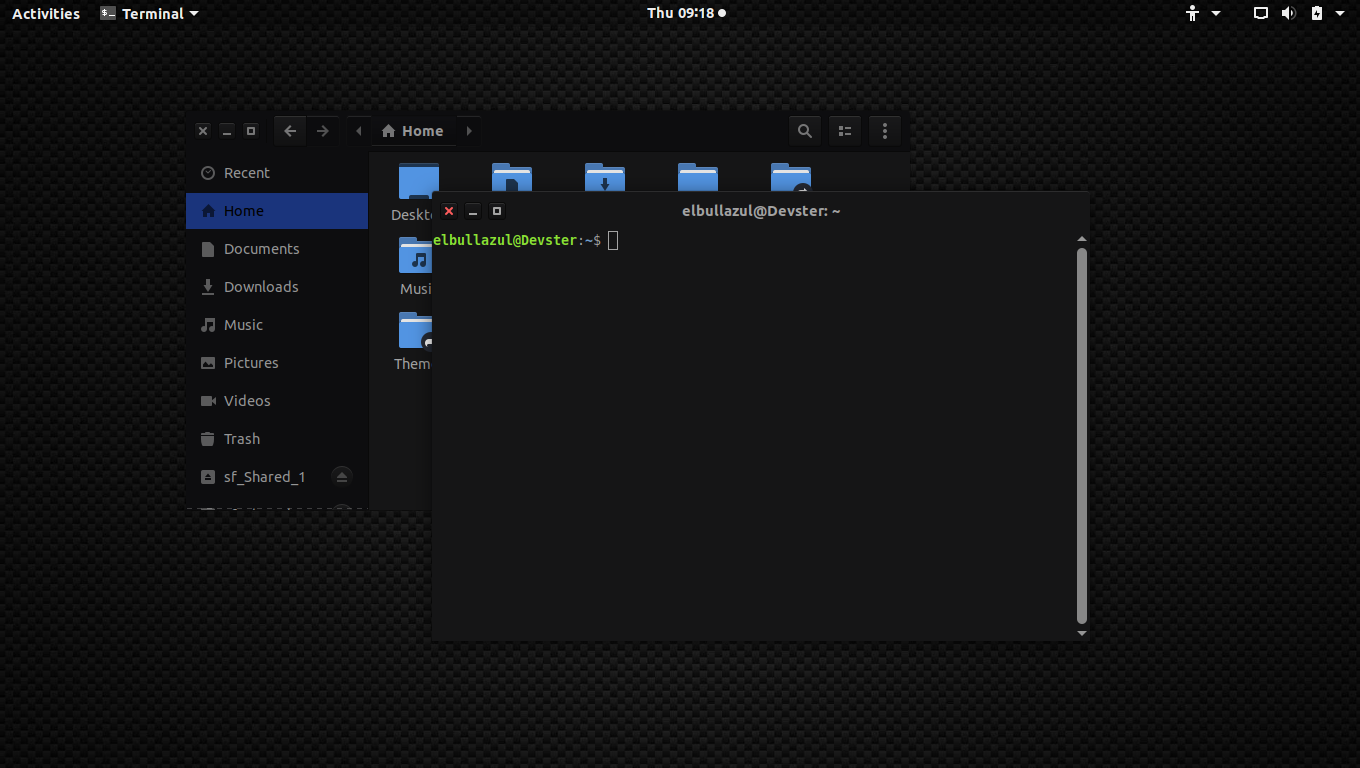 Activities
Terminal
Thu 09:18
Home
Recent
Home
Documents
Downloads
Music
Pictures
Videos
Trash
sf_Shared_1
Deskt
Musi
Them
elbullazul@Devster: ~
elbullazul@Devster:~$